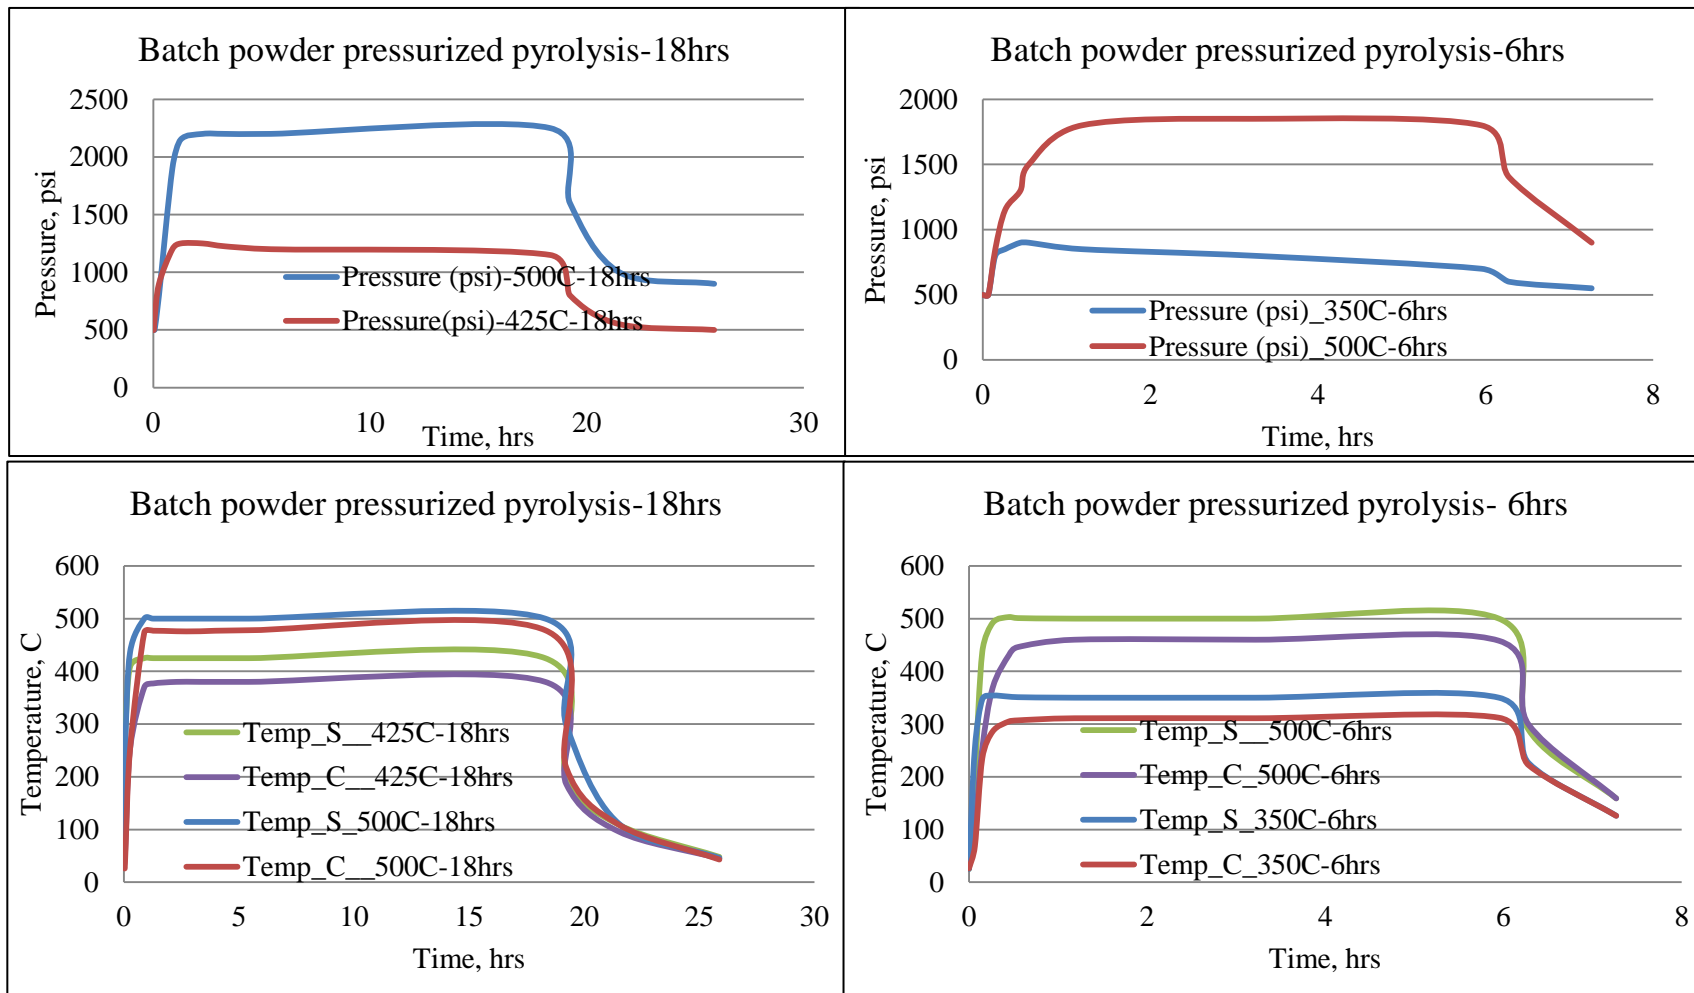 Batch powder pressurized pyrolysis-18hrs
2500
2000
1500
1000
500
0
Pressure, psi
Pressure (psi)-500C-18hrs
Pressure(psi)-425C-18hrs
0 10 20 30
Time, hrs
Batch powder pressurized pyrolysis-6hrs
2000
1500
1000
500
0
Pressure, psi
Pressure (psi)_350C-6hrs
Pressure (psi)_500C-6hrs
0 2 4 6 8
Time, hrs
Batch powder pressurized pyrolysis-18hrs
600
500
400
300
200
100
0
Temperature, C
Temp_S__425C-18hrs
Temp_C__425C-18hrs
Temp_S_500C-18hrs
Temp_C__500C-18hrs
0 5 10 15 20 25 30
Time, hrs
Batch powder pressurized pyrolysis- 6hrs
600
500
400
300
200
100
0
Temperature, C
Temp_S__500C-6hrs
Temp_C_500C-6hrs
Temp_S_350C-6hrs
Temp_C_350C-6hrs
0 2 4 6 8
Time, hrs